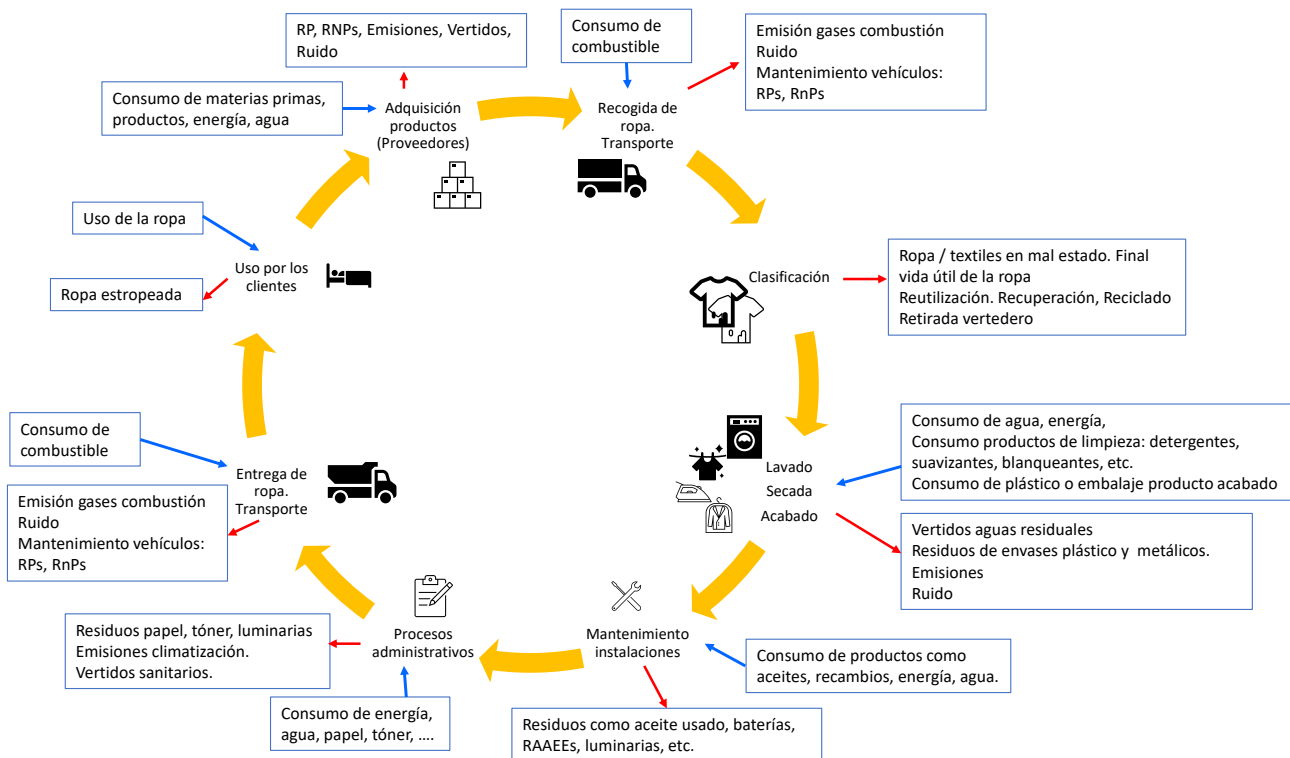 RP, RNPs, Emisiones, Vertidos,
Ruido
Consumo de
combustible
Emisión gases combustión
Ruido
Mantenimiento vehículos:
RPs, RnPs
Consumo de materias primas,
productos, energía, agua
Adquisición
productos
(Proveedores)
Recogida de
ropa.
Transporte
Uso de la ropa
Uso por los
clientes
Ropa estropeada
Clasificación
Ropa / textiles en mal estado. Final
vida útil de la ropa
Reutilización. Recuperación, Reciclado
Retirada vertedero
Consumo de
combustible
Entrega de
ropa.
Transporte
Emisión gases combustión
Ruido
Mantenimiento vehículos:
RPs, RnPs
Lavado
Secada
Acabado
Consumo de agua, energía,
Consumo productos de limpieza: detergentes,
suavizantes, blanqueantes, etc.
Consumo de plástico o embalaje producto acabado
Vertidos aguas residuales
Residuos de envases plástico y metálicos.
Emisiones
Ruido
Residuos papel, tóner, luminarias
Emisiones climatización.
Vertidos sanitarios.
Procesos
administrativos
Mantenimiento
instalaciones
Consumo de productos como
aceites, recambios, energía, agua.
Consumo de energía,
agua, papel, tóner, ....
Residuos como aceite usado, baterías,
RAAEEs, luminarias, etc.